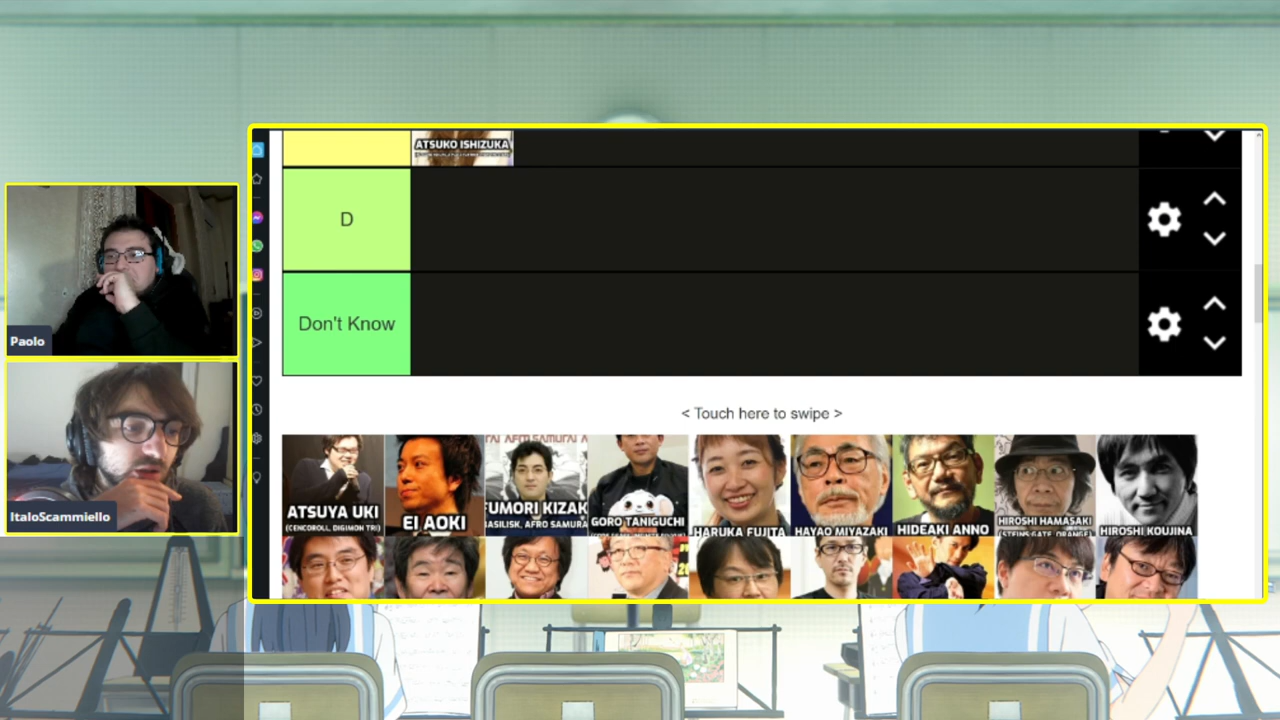 ATSUKO ISHIZUKA
D
Don't Know
< Touch here to swipe >
ATSUYA UKI
(CENCOROLL, DIGIMON TRI)
EI AOKI
FUMORI KIZAK
BASILISK, AFRO SAMURA
GORO TANIGUCHI
HARUKA FUJITA
HAYAO MIYAZAKI
HIDEAKI ANNO
HIROSHI HAMASAKI
(STEINS;GATE, ORANGE)
HIROSHI KOUJINA
Paolo
ItaloScammiello